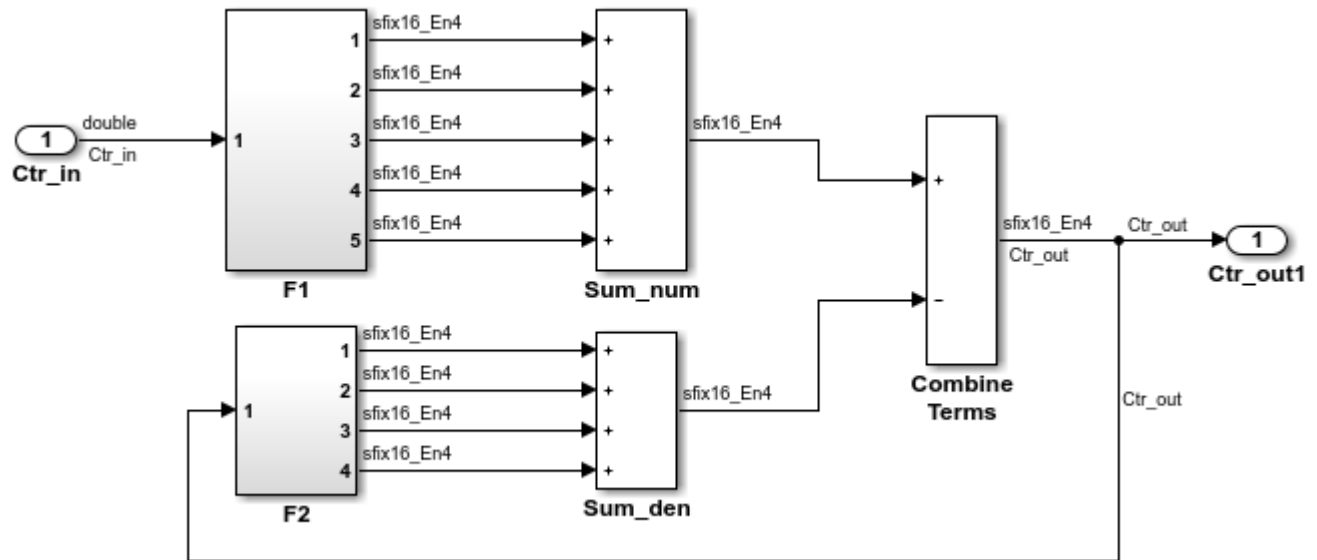 1
double
Ctr_in
Ctr_in
1
1
2
3
4
5
F1
sfix16_En4
sfix16_En4
sfix16_En4
sfix16_En4
sfix16_En4
+
+
+
+
+
Sum_num
sfix16_En4
1
1
2
3
4
F2
sfix16_En4
sfix16_En4
sfix16_En4
sfix16_En4
+
+
+
+
Sum_den
sfix16_En4
+
−
Combine
Terms
sfix16_En4
Ctr_out
Ctr_out
1
Ctr_out1
Ctr_out